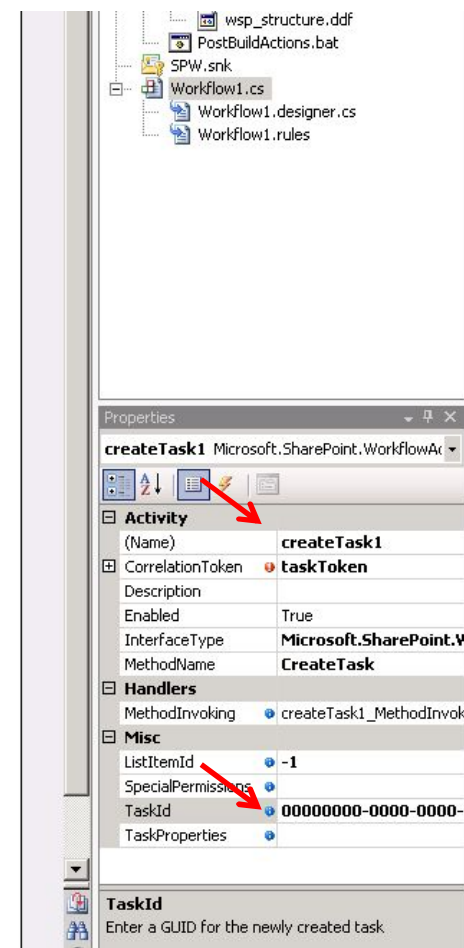 wsp_structure.ddf
PostBuildActions.bat
SPW.snk
Workflow1.cs
Workflow1.designer.cs
Workflow1.rules
Properties
createTask1 Microsoft.SharePoint.WorkflowAc
Activity
(Name) createTask1
CorrelationToken taskToken
Description
Enabled True
InterfaceType Microsoft.SharePoint.W
MethodName CreateTask
Handlers
MethodInvoking createTask1_MethodInvok
Misc
ListItemId -1
SpecialPermissions
TaskId 00000000-0000-0000-
TaskProperties
TaskId
Enter a GUID for the newly created task